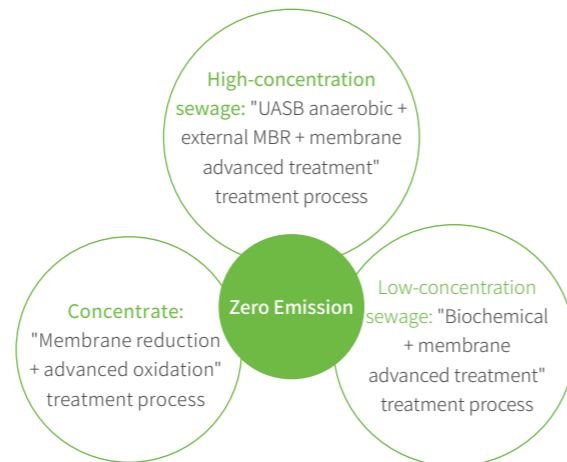 High-concentration
sewage: "UASB anaerobic +
external MBR + membrane
advanced treatment"
treatment process
Zero Emission
Concentrate:
"Membrane reduction
+ advanced oxidation"
treatment process
Low-concentration
sewage: "Biochemical
+ membrane
advanced treatment"
treatment process